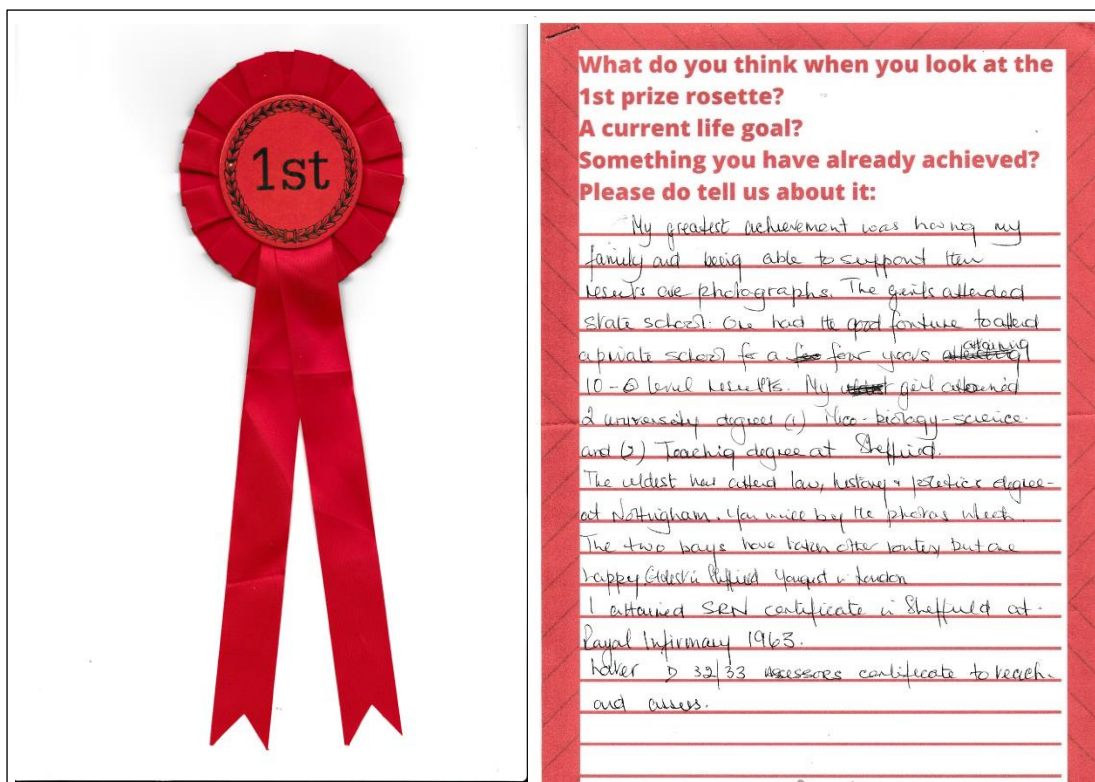 1st
What do you think when you look at the
1st prize rosette?
A current life goal?
Something you have already achieved?
Please do tell us about it:
My greatest achievement was having my
family and being able to support
results are photographs. The girls attended
state school. One had the good fortune to attend
a private school for a few years attaining
10-O level results. My girl attained
2 university degrees (1) Mico-biology-science
and (2) Teaching degree at Sheffield.
The eldest has attend law, history + politics degree-
at Nottingham. You will by the photos which.
The two boys have taken other routes, but are
happy Eldest in Sheffield Youngest in London
I attained SRN certificate in Sheffield at
Royal Infirmary 1963.
Later D 32/33 assessors certificate to teach
and assess.